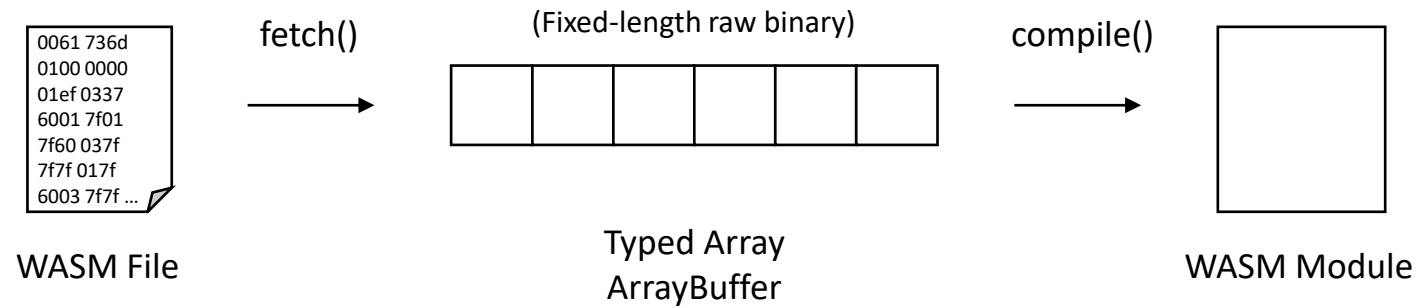 0061 736d
0100 0000
01ef 0337
6001 7f01
7f60 037f
7f7f 017f
6003 7f7f ...
WASM File
fetch()
(Fixed-length raw binary)
Typed Array
ArrayBuffer
compile()
WASM Module